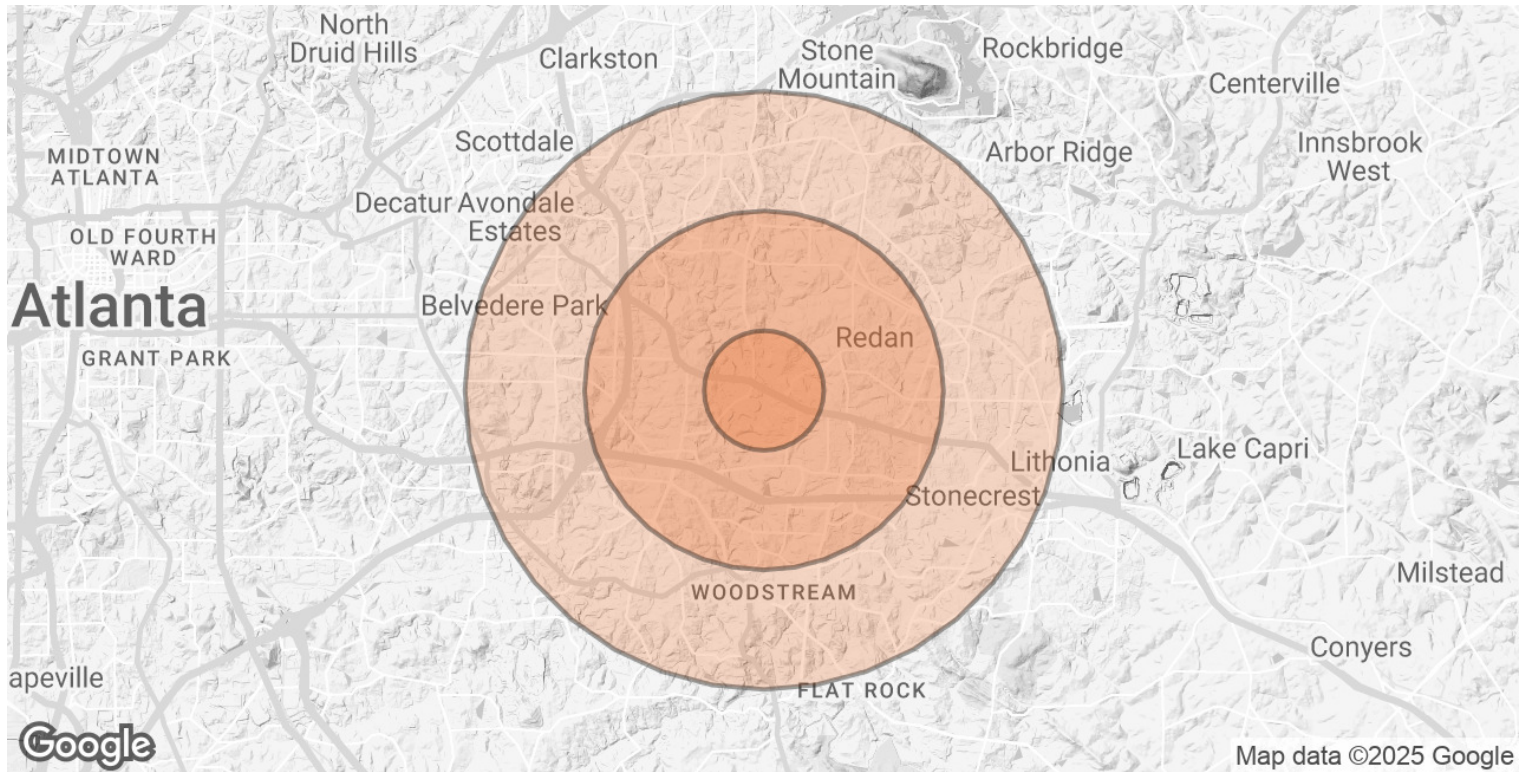 North
Druid Hills
Clarkston
Stone
Mountain
Rockbridge
Centerville
Scottdale
MIDTOWN
ATLANTA
Arbor Ridge
Innsbrook
West
Decatur
Avondale
Estates
OLD FOURTH
WARD
Atlanta
Belvedere Park
GRANT PARK
Redan
Lithonia
Lake Capri
Stonecrest
WOODSTREAM
Milstead
Conyers
apeville
FLAT ROCK
Google
Map data ©2025 Google